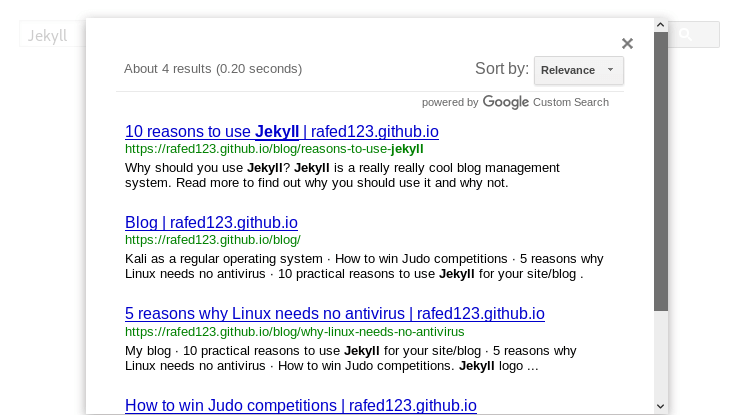 Jekyll
About 4 results (0.20 seconds)
Sort by: Relevance
powered by Google Custom Search
10 reasons to use Jekyll | rafed123.github.io
https://rafed123.github.io/blog/reasons-to-use-jekyll
Why should you use Jekyll? Jekyll is a really really cool blog management
system. Read more to find out why you should use it and why not.
Blog | rafed123.github.io
https://rafed123.github.io/blog/
Kali as a regular operating system · How to win Judo competitions · 5 reasons why
Linux needs no antivirus · 10 practical reasons to use Jekyll for your site/blog .
5 reasons why Linux needs no antivirus | rafed123.github.io
https://rafed123.github.io/blog/why-linux-needs-no-antivirus
My blog · 10 practical reasons to use Jekyll for your site/blog · 5 reasons why
Linux needs no antivirus · How to win Judo competitions. Jekyll logo ...
How to win Judo competitions | rafed123.github.io